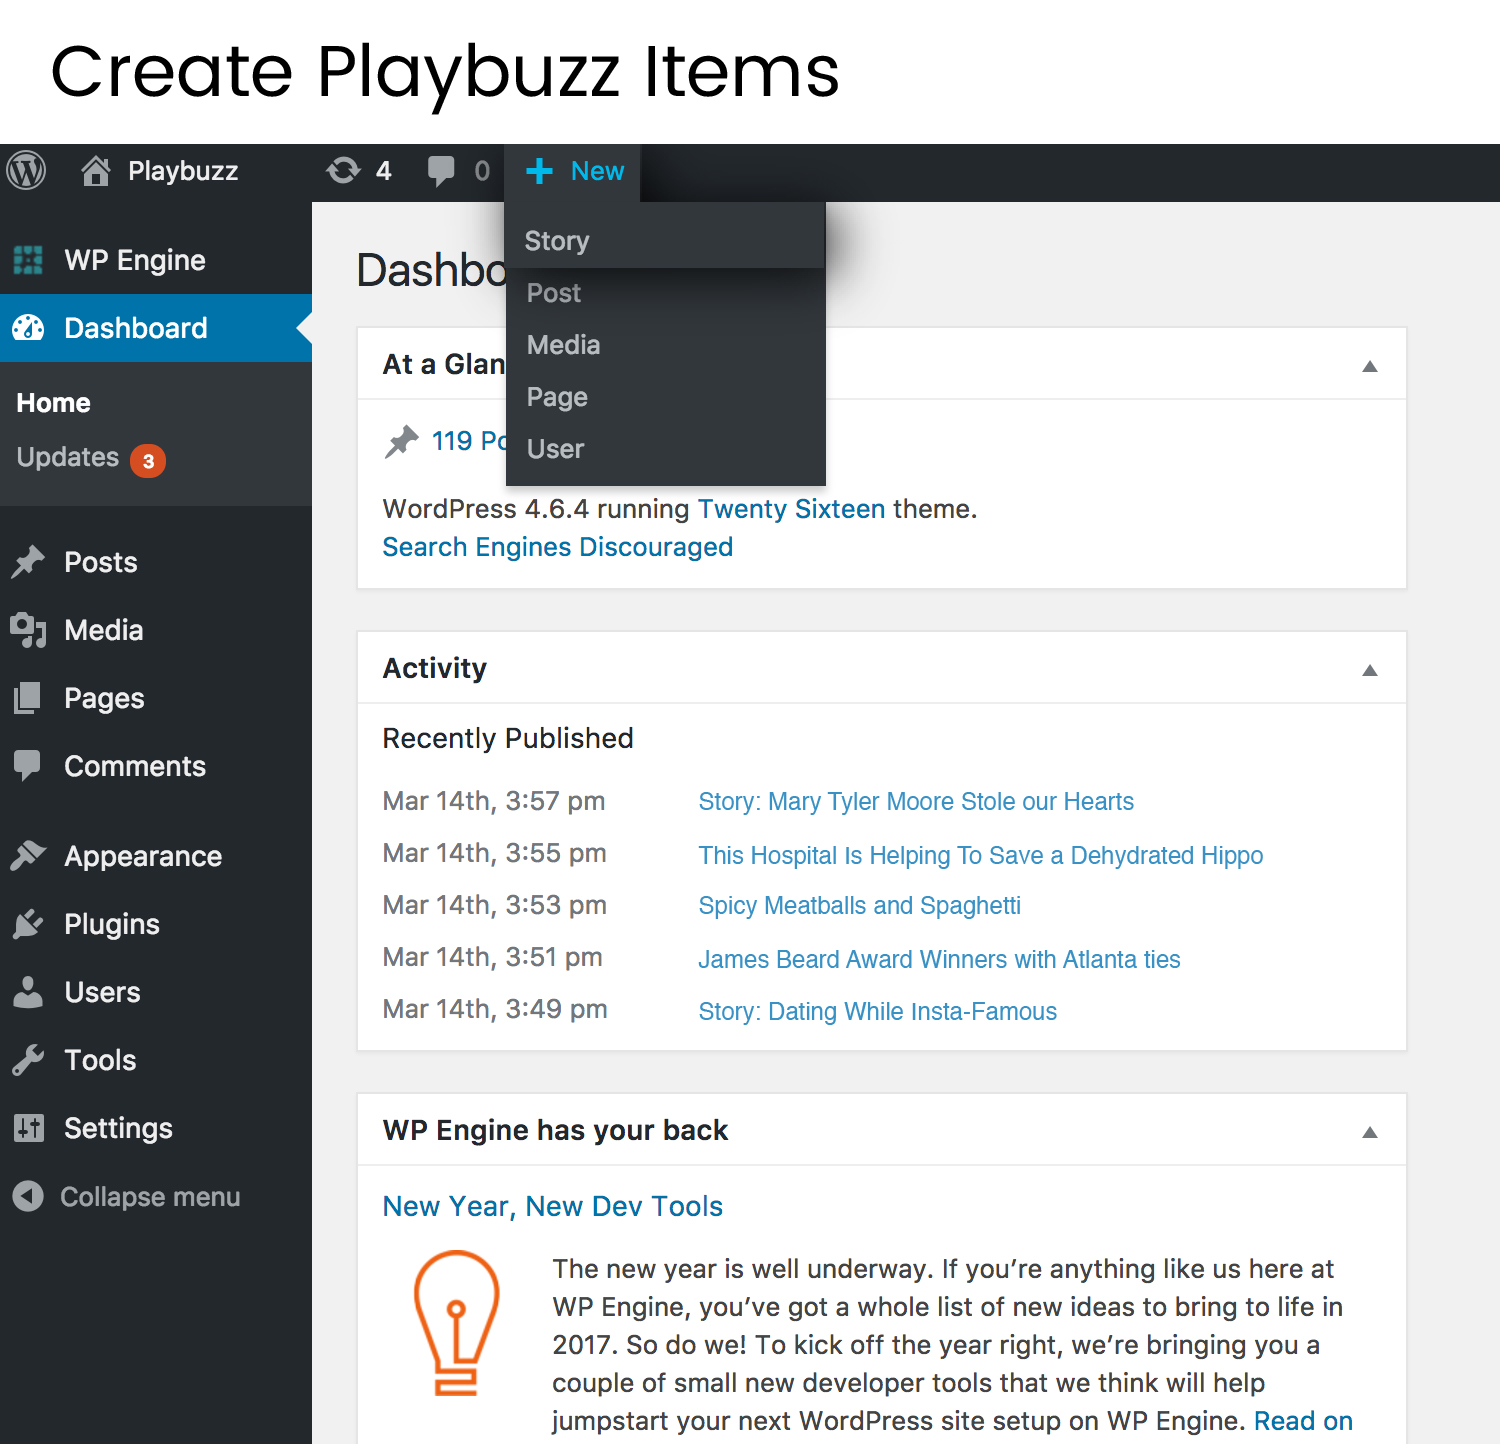 Create Playbuzz Items
Playbuzz 4 0 New
WP Engine
Dashboard
Home
Updates 3
Posts
Media
Pages
Comments
Appearance
Plugins
Users
Tools
Settings
Collapse menu
Story
Post
Media
Page
User
Dashbo
At a Glan
119 Po
WordPress 4.6.4 running Twenty Sixteen theme.
Search Engines Discouraged
Activity
Recently Published
Mar 14th, 3:57 pm Story: Mary Tyler Moore Stole our Hearts
Mar 14th, 3:55 pm This Hospital Is Helping To Save a Dehydrated Hippo
Mar 14th, 3:53 pm Spicy Meatballs and Spaghetti
Mar 14th, 3:51 pm James Beard Award Winners with Atlanta ties
Mar 14th, 3:49 pm Story: Dating While Insta-Famous
WP Engine has your back
New Year, New Dev Tools
The new year is well underway. If you’re anything like us here at
WP Engine, you’ve got a whole list of new ideas to bring to life in
2017. So do we! To kick off the year right, we’re bringing you a
couple of small new developer tools that we think will help
jumpstart your next WordPress site setup on WP Engine. Read on